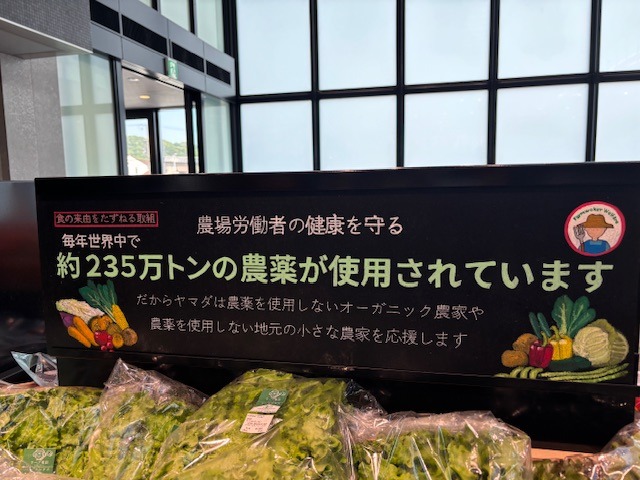 食の来由をたずねる取組
農場労働者の健康を守る
毎年世界中で
約235万トンの農薬が使用されています
だからヤマダは農薬を使用しないオーガニック農家や
農薬を使用しない地元の小さな農家を応援します